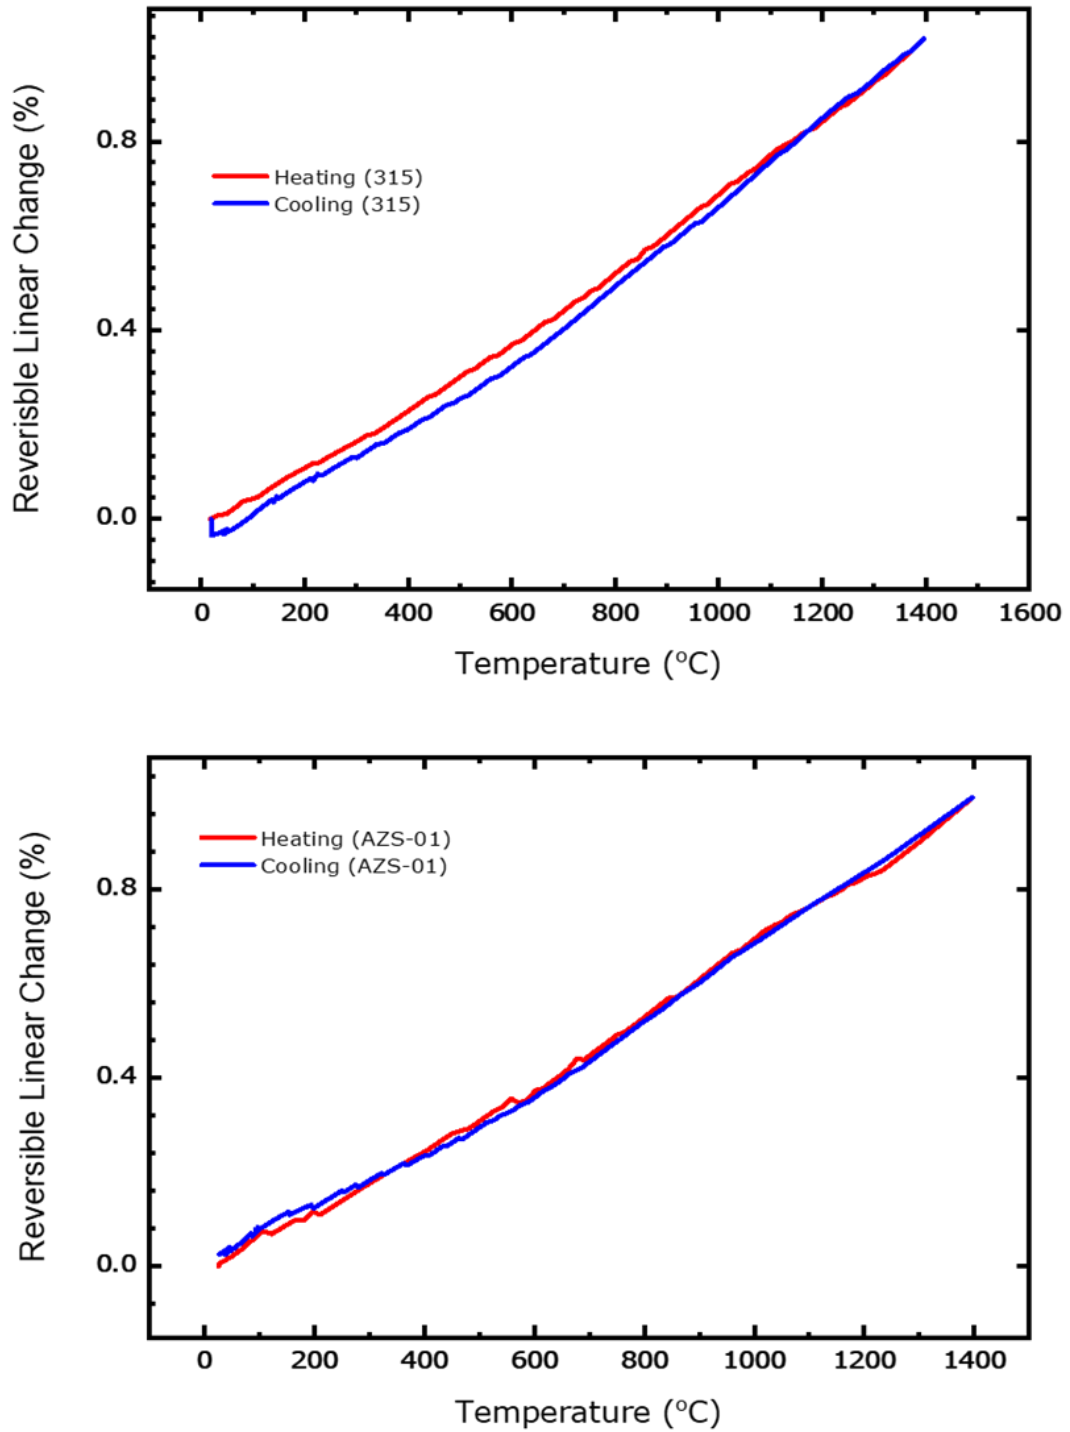 Reverisble Linear Change (%)
0.8
0.4
0.0
Heating (315)
Cooling (315)
0 200 400 600 800 1000 1200 1400 1600
Temperature (°C)
Reversible Linear Change (%)
0.8
0.4
0.0
Heating (AZS-01)
Cooling (AZS-01)
0 200 400 600 800 1000 1200 1400
Temperature (°C)